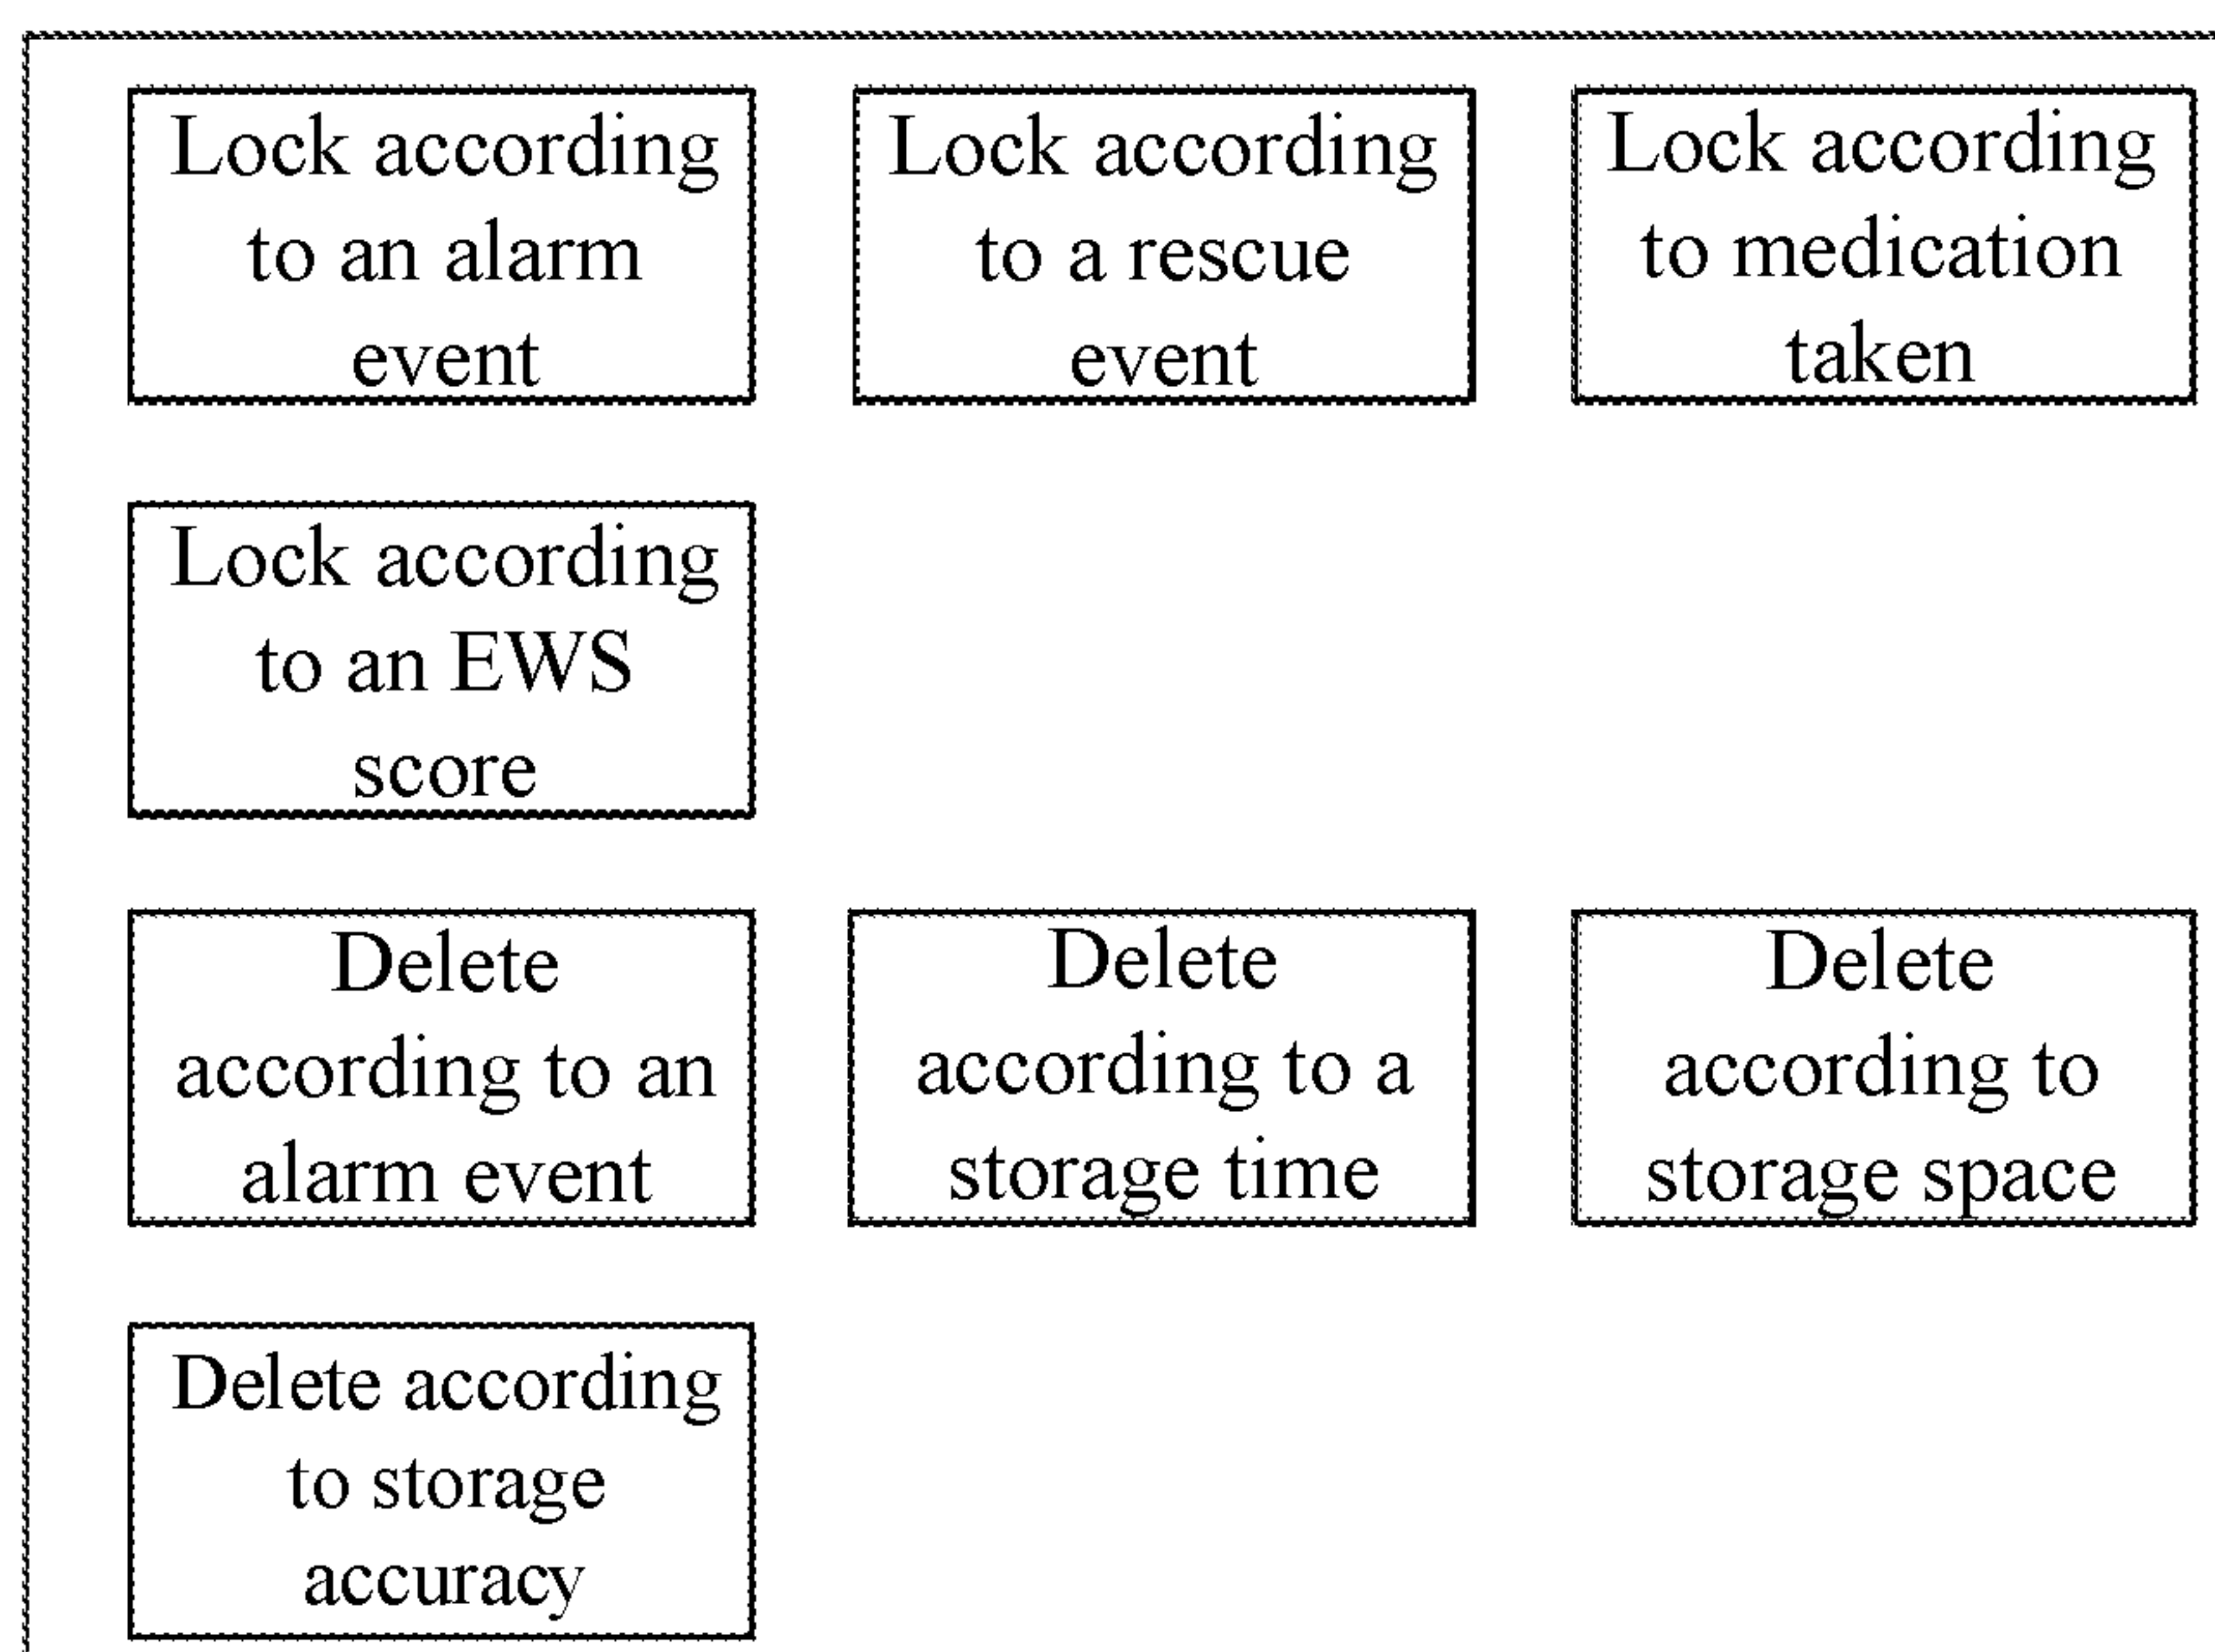 Lock according
to an alarm
event
Lock according
to a rescue
event
Lock according
to medication
taken
Lock according
to an EWS
score
Delete
according to an
alarm event
Delete
according to a
storage time
Delete
according to
storage space
Delete according
to storage
accuracy